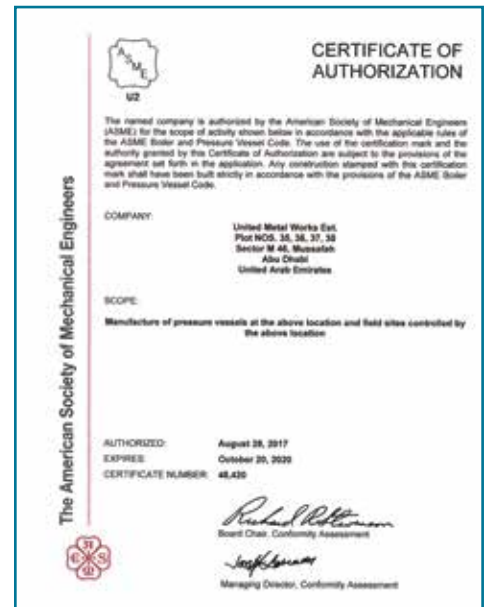 CERTIFICATE OF
AUTHORIZATION
ASME
U2
The named company is authorized by the American Society of Mechanical Engineers
(ASME) for the scope of activity shown below in accordance with the applicable rules of
the ASME Boiler and Pressure Vessel Code. The use of the certification mark and the
authority granted by this Certificate of Authorization are subject to the provisions of the
agreement set forth in the application. Any construction stamped with this certification
mark shall have been built strictly in accordance with the provisions of the ASME Boiler
and Pressure Vessel Code.
COMPANY:
United Metal Works Est.
Plot NOS. 35, 36, 37, 38
Sector M 46, Mussafah
Abu Dhabi
United Arab Emirates
SCOPE:
Manufacture of pressure vessels at the above location and field sites controlled by
the above location
AUTHORIZED: August 28, 2017
EXPIRES: October 20, 2020
CERTIFICATE NUMBER: 48,420
Board Chair, Conformity Assessment
Managing Director, Conformity Assessment
The American Society of Mechanical Engineers